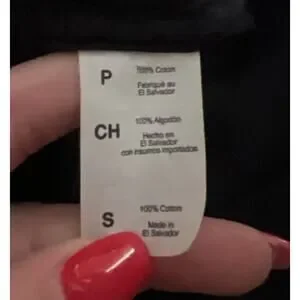 P
100% Cotton
Fabriqué au
El Salvador
CH
100% Algodón
Hecho en
El Salvador
con insumos importados
S
100% Cotton
Made in
El Salvador